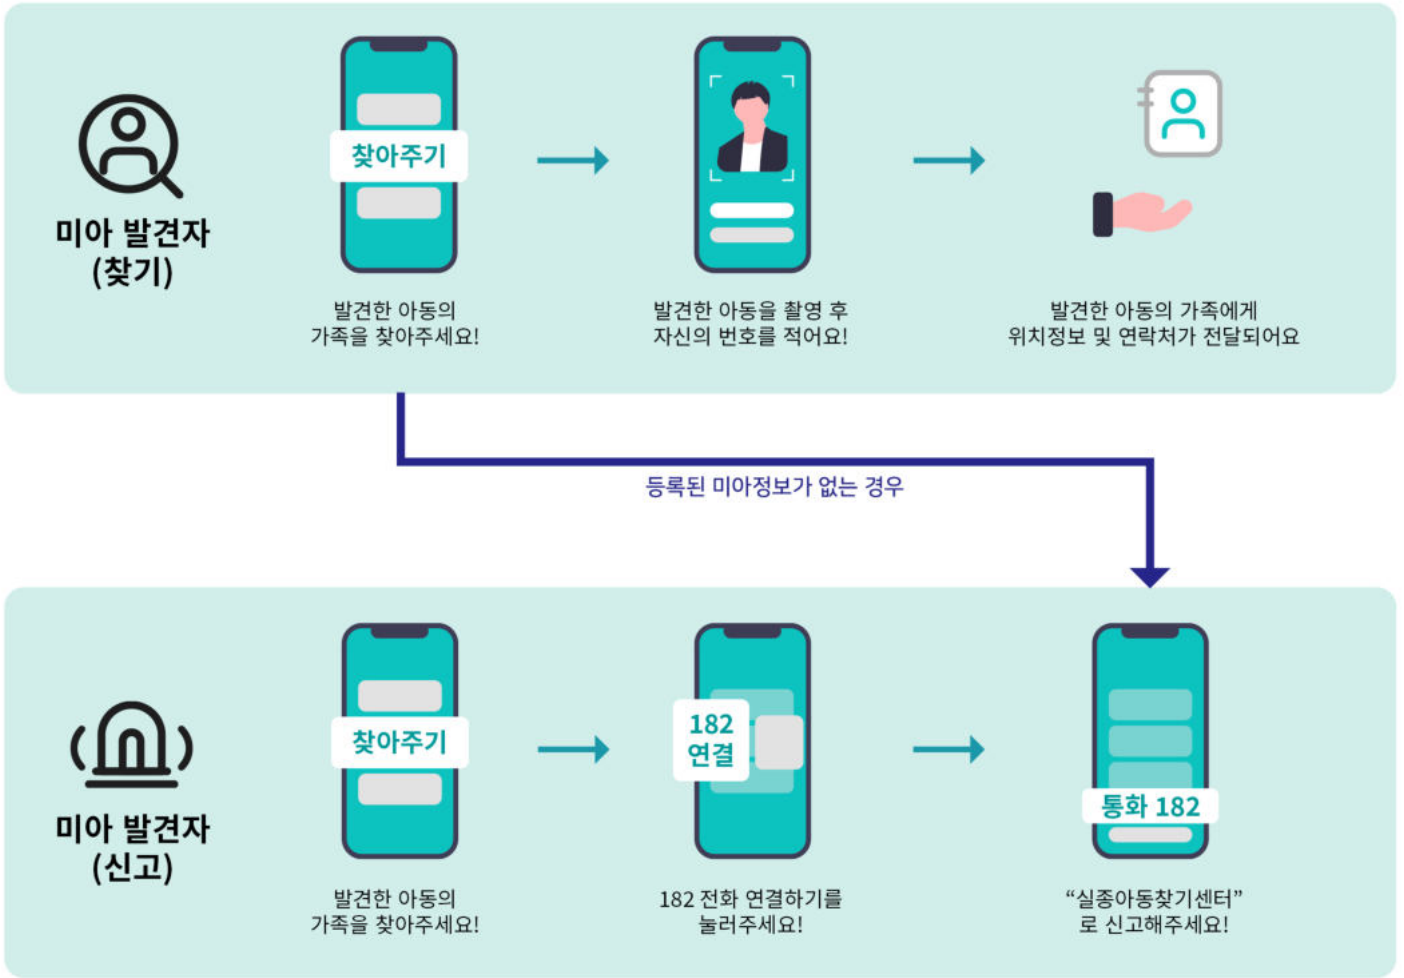 미아 발견자
(찾기)
찾아주기
발견한 아동의
가족을 찾아주세요!
발견한 아동을 촬영 후
자신의 번호를 적어요!
발견한 아동의 가족에게
위치정보 및 연락처가 전달되어요
등록된 미아정보가 없는 경우
미아 발견자
(신고)
찾아주기
발견한 아동의
가족을 찾아주세요!
182
연결
182 전화 연결하기를
눌러주세요!
통화 182
“실종아동찾기센터”
로 신고해주세요!